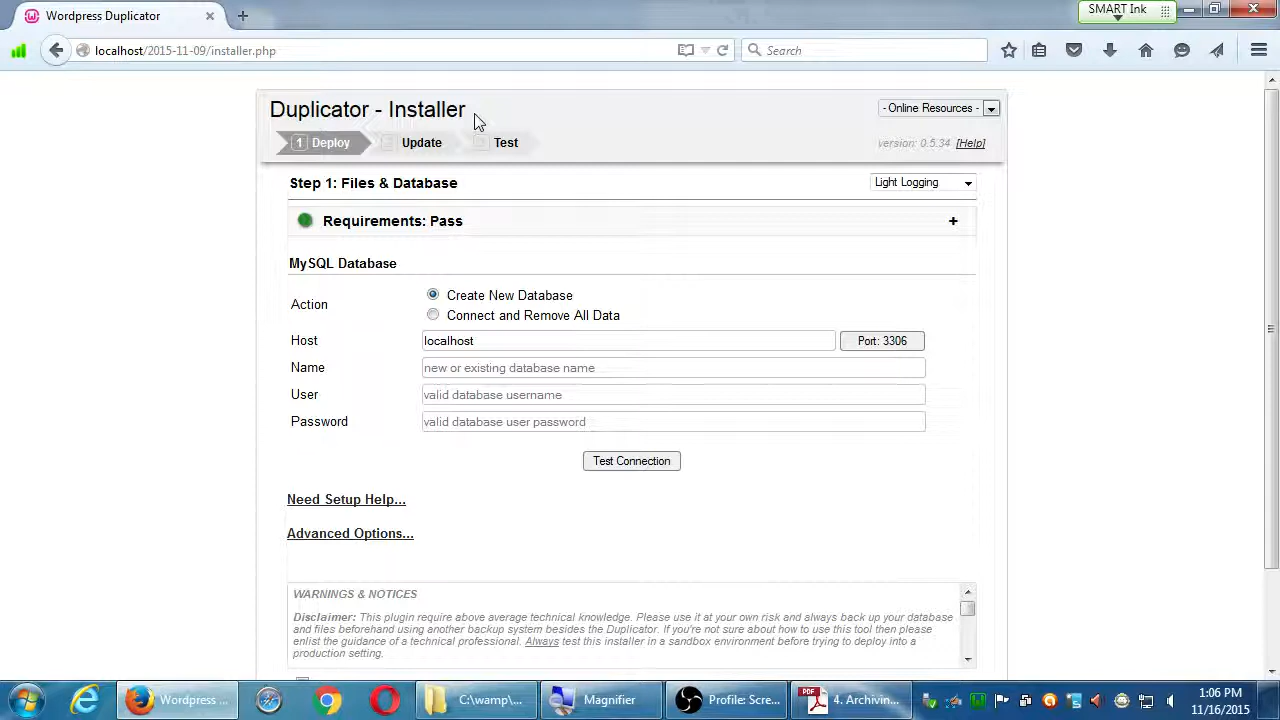 Wordpress Duplicator
SMART Ink
localhost/2015-11-09/installer.php
Search
Duplicator - Installer
- Online Resources -
1 Deploy
Update
Test
version: 0.5.34 [Help]
Step 1: Files & Database
Light Logging
Requirements: Pass
+
MySQL Database
Action
Create New Database
Connect and Remove All Data
Host
localhost
Port: 3306
Name
new or existing database name
User
valid database username
Password
valid database user password
Test Connection
Need Setup Help...
Advanced Options...
WARNINGS & NOTICES
Disclaimer: This plugin require above average technical knowledge. Please use it at your own risk and always back up your database
and files beforehand using another backup system besides the Duplicator. If you're not sure about how to use this tool then please
enlist the guidance of a technical professional. Always test this installer in a sandbox environment before trying to deploy into a
production setting.
Wordpress ...
C:\wamp\...
Magnifier
Profile: Scre...
PDF
4. Archivin...
1:06 PM
11/16/2015